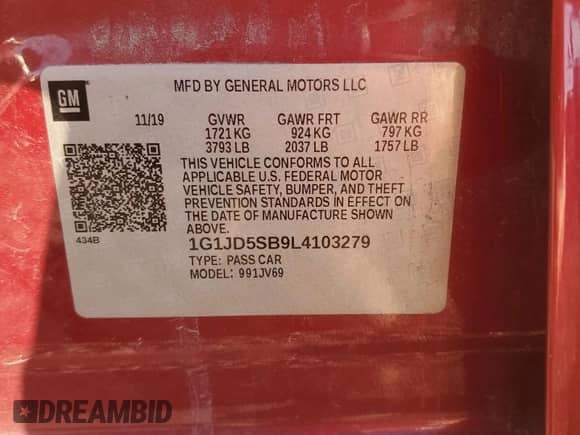 GM
MFD BY GENERAL MOTORS LLC
11/19 GVWR GAWR FRT GAWR RR
1721 KG 924 KG 797 KG
3793 LB 2037 LB 1757 LB
THIS VEHICLE CONFORMS TO ALL
APPLICABLE U.S. FEDERAL MOTOR
VEHICLE SAFETY, BUMPER, AND THEFT
PREVENTION STANDARDS IN EFFECT ON
THE DATE OF MANUFACTURE SHOWN
ABOVE.
434B
1G1JD5SB9L4103279
TYPE: PASS CAR
MODEL: 991JV69
DREAMBID